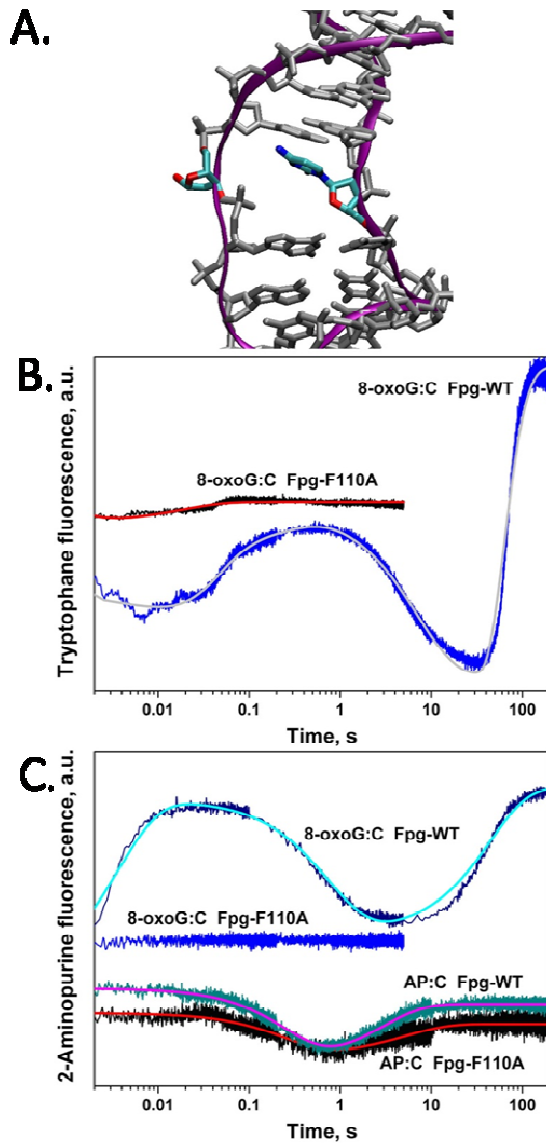 A.
B.
8-oxoG:C Fpg-WT
8-oxoG:C Fpg-F110A
Tryptophane fluorescence, a.u.
0.01 0.1 1 10 100
Time, s
C.
8-oxoG:C Fpg-WT
8-oxoG:C Fpg-F110A
AP:C Fpg-WT
AP:C Fpg-F110A
2-Aminopurine fluorescence, a.u.
0.01 0.1 1 10 100
Time, s